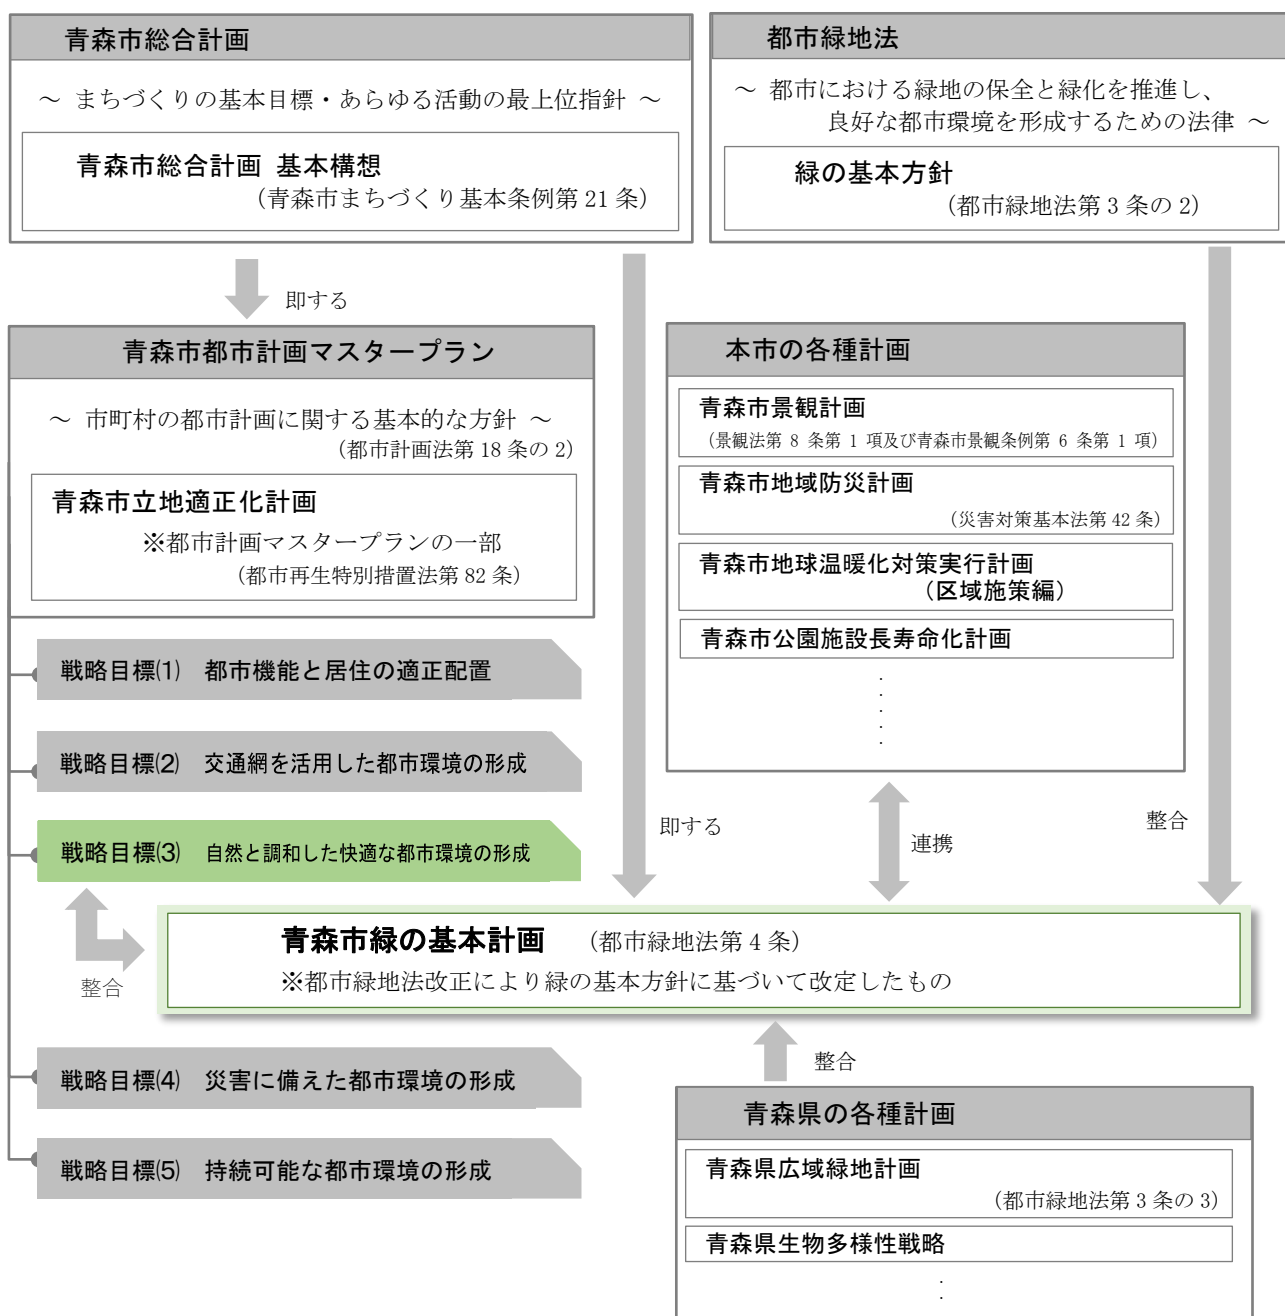 青森市総合計画
～ まちづくりの基本目標・あらゆる活動の最上位指針 ～
青森市総合計画 基本構想
（青森市まちづくり基本条例第 21 条）
都市緑地法
～ 都市における緑地の保全と緑化を推進し、
良好な都市環境を形成するための法律 ～
緑の基本方針
（都市緑地法第 3 条の 2）
即する
青森市都市計画マスタープラン
～ 市町村の都市計画に関する基本的な方針 ～
（都市計画法第 18 条の 2）
青森市立地適正化計画
※都市計画マスタープランの一部
（都市再生特別措置法第 82 条）
本市の各種計画
青森市景観計画
（景観法第 8 条第 1 項及び青森市景観条例第 6 条第 1 項）
青森市地域防災計画
（災害対策基本法第 42 条）
青森市地球温暖化対策実行計画
（区域施策編）
青森市公園施設長寿命化計画
戦略目標⑴ 都市機能と居住の適正配置
戦略目標⑵ 交通網を活用した都市環境の形成
戦略目標⑶ 自然と調和した快適な都市環境の形成
即する
連携
整合
整合
青森市緑の基本計画 （都市緑地法第 4 条）
※都市緑地法改正により緑の基本方針に基づいて改定したもの
戦略目標⑷ 災害に備えた都市環境の形成
戦略目標⑸ 持続可能な都市環境の形成
整合
青森県の各種計画
青森県広域緑地計画
（都市緑地法第 3 条の 3）
青森県生物多様性戦略